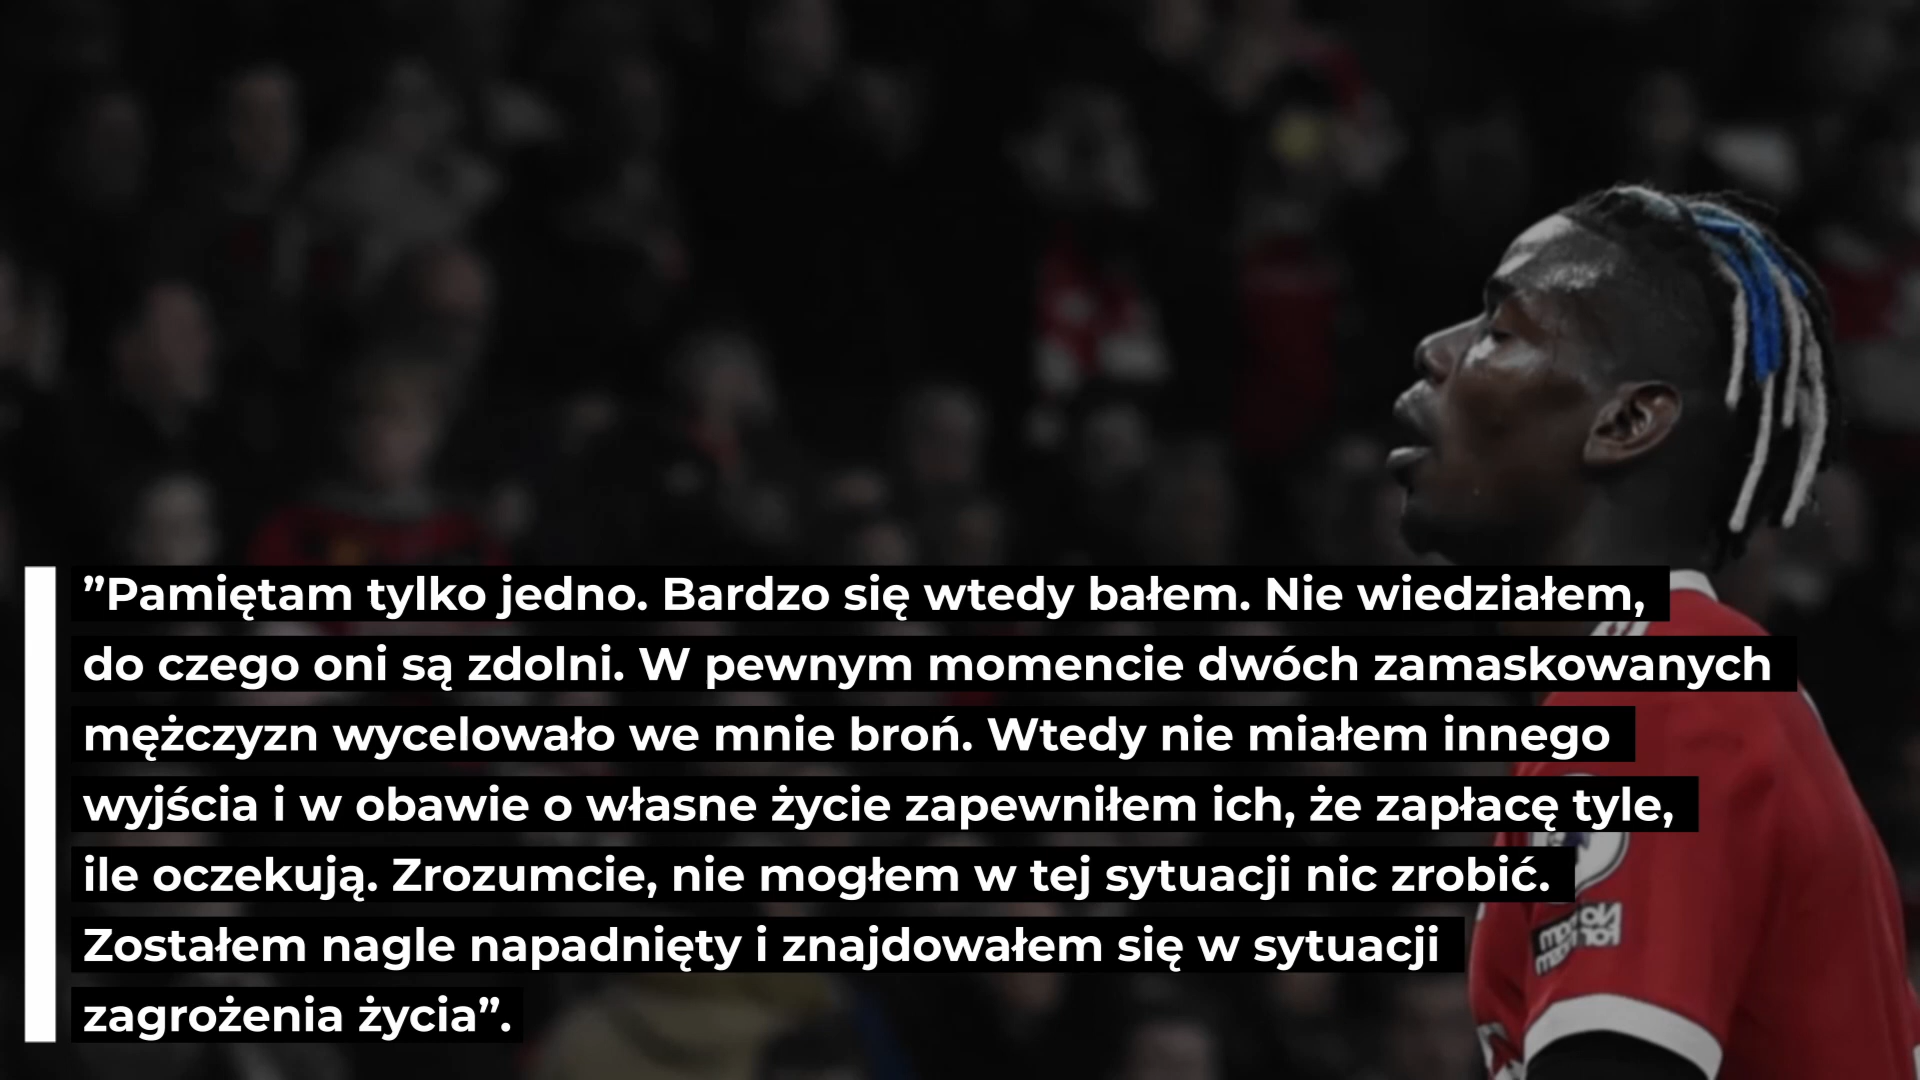 ”Pamiętam tylko jedno. Bardzo się wtedy bałem. Nie wiedziałem,
do czego oni są zdolni. W pewnym momencie dwóch zamaskowanych
mężczyzn wycelowało we mnie broń. Wtedy nie miałem innego
wyjścia i w obawie o własne życie zapewniłem ich, że zapłacę tyle,
ile oczekują. Zrozumcie, nie mogłem w tej sytuacji nic zrobić.
Zostałem nagle napadnięty i znajdowałem się w sytuacji
zagrożenia życia”.